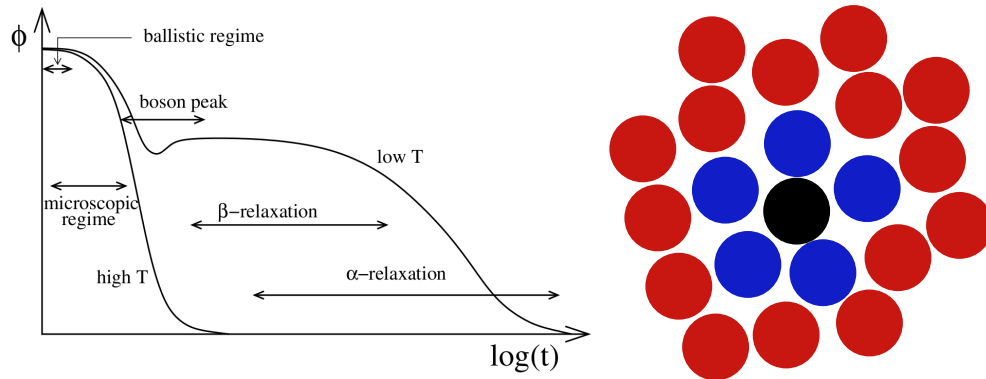 ϕ
ballistic regime
boson peak
low T
microscopic
regime
β−relaxation
high T
α−relaxation
log(t)